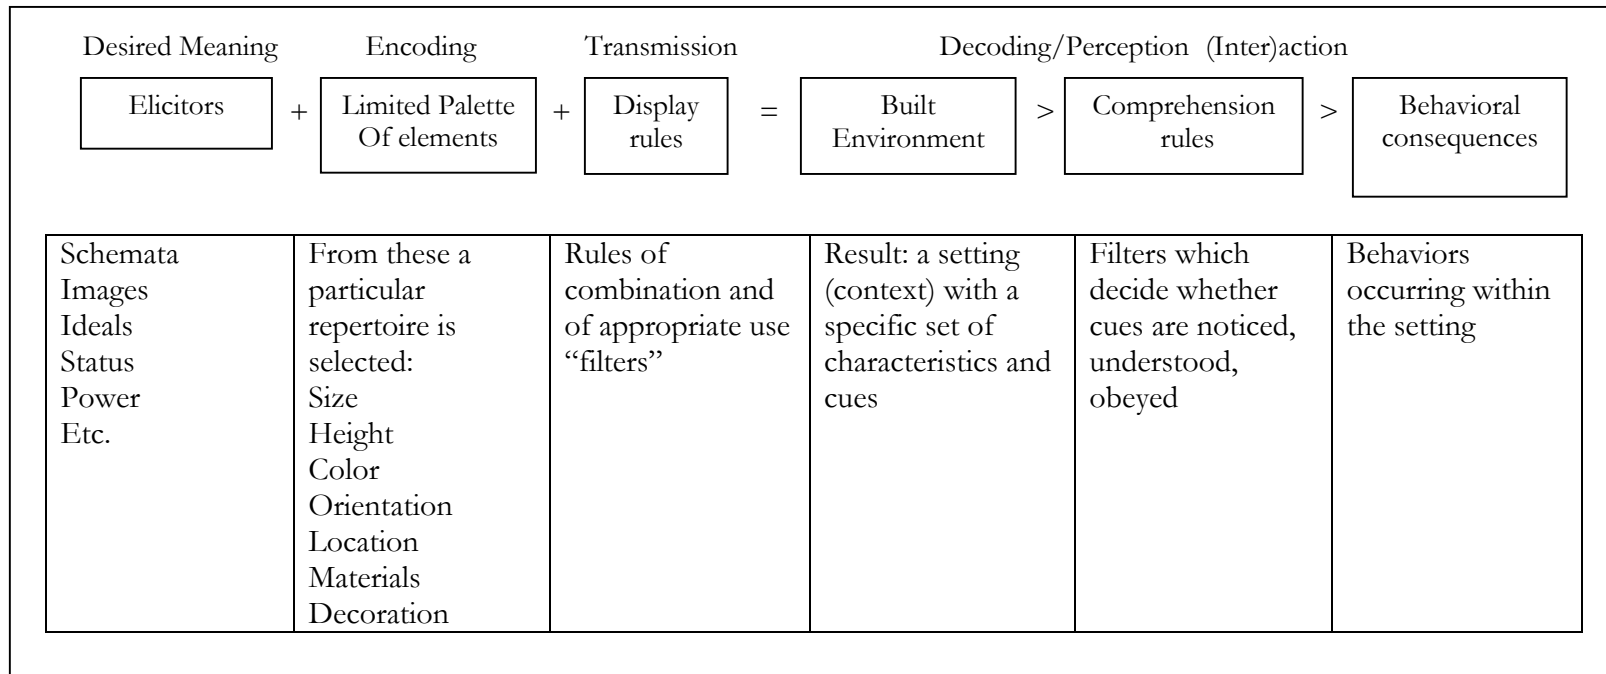 Desired Meaning Encoding Transmission Decoding/Perception (Inter)action
Elicitors + Limited Palette Of elements + Display rules = Built Environment > Comprehension rules > Behavioral consequences
Schemata
Images
Ideals
Status
Power
Etc.
From these a
particular
repertoire is
selected:
Size
Height
Color
Orientation
Location
Materials
Decoration
Rules of
combination and
of appropriate use
“filters”
Result: a setting
(context) with a
specific set of
characteristics and
cues
Filters which
decide whether
cues are noticed,
understood,
obeyed
Behaviors
occurring within
the setting